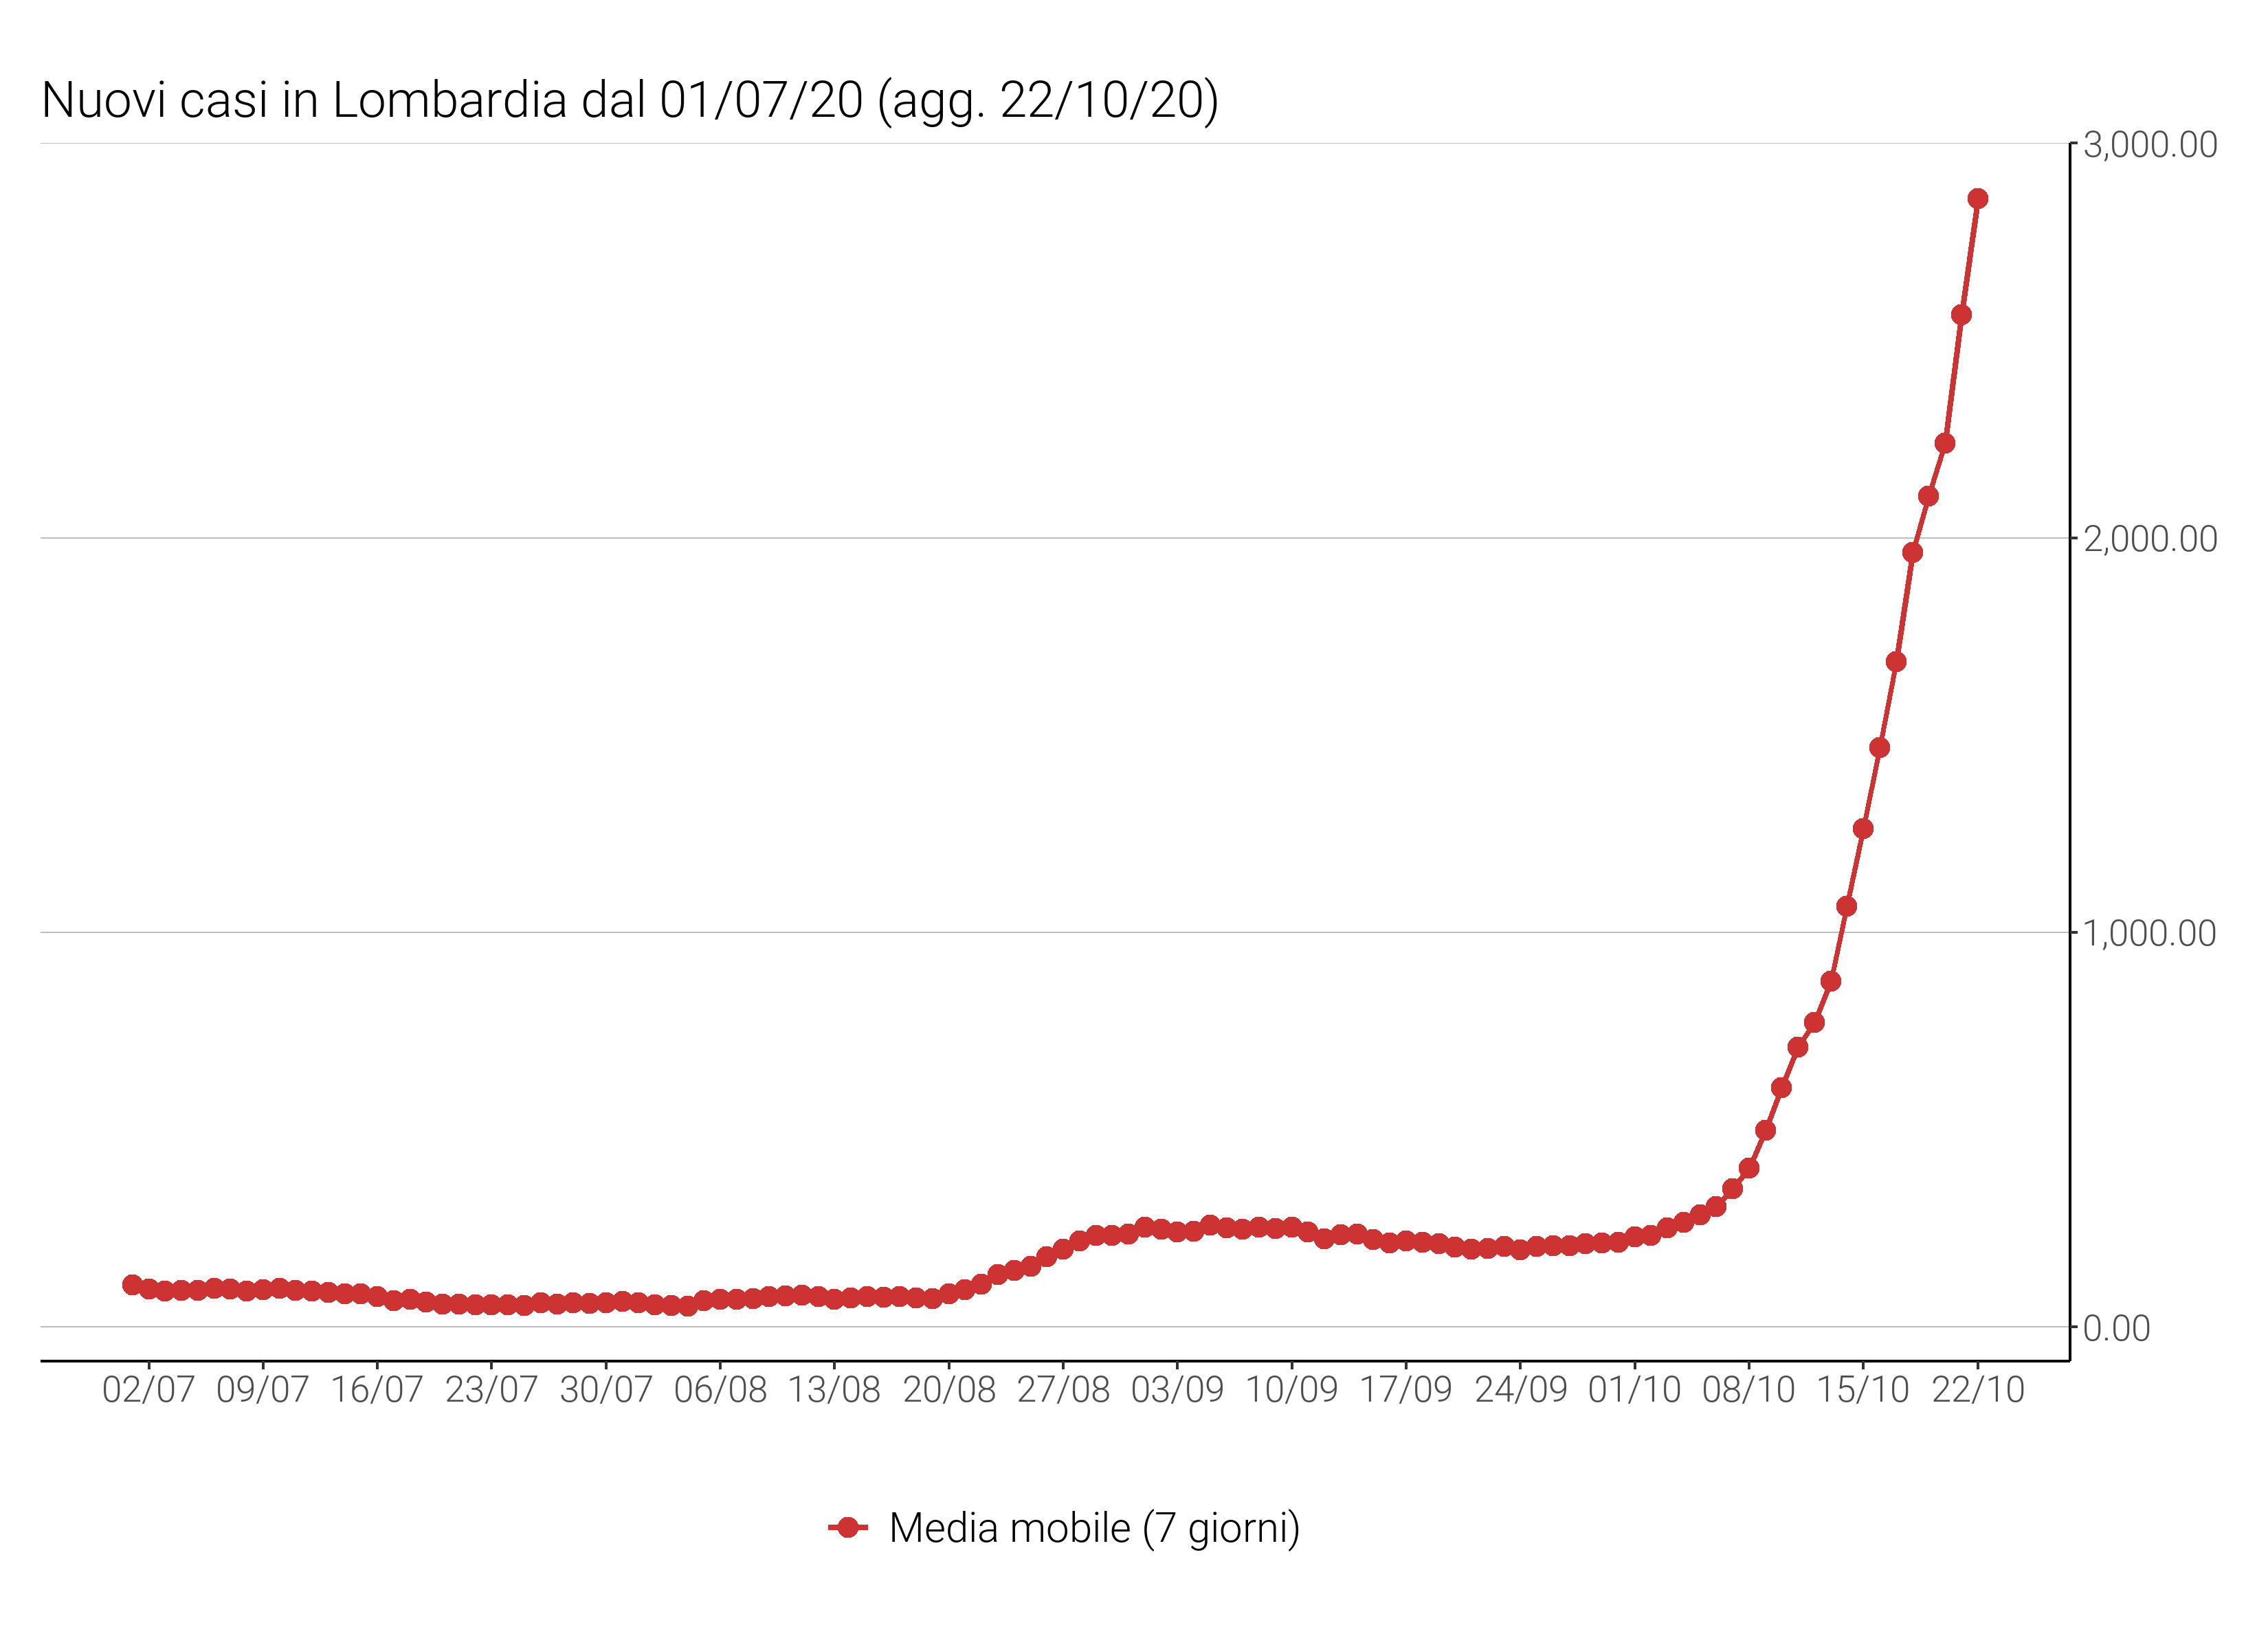 Nuovi casi in Lombardia dal 01/07/20 (agg. 22/10/20)
3,000.00
2,000.00
1,000.00
0.00
02/07 09/07 16/07 23/07 30/07 06/08 13/08 20/08 27/08 03/09 10/09 17/09 24/09 01/10 08/10 15/10 22/10
Media mobile (7 giorni)